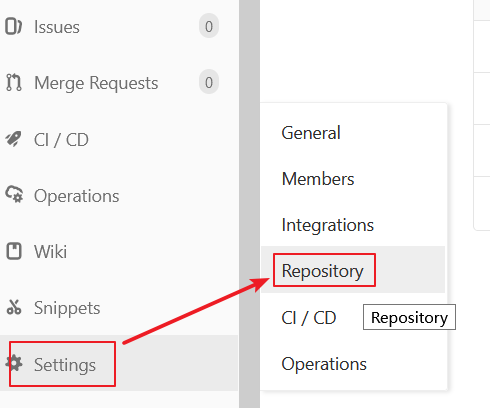 Issues 0
Merge Requests 0
CI / CD
Operations
Wiki
Snippets
Settings
General
Members
Integrations
Repository
CI / CD
Repository
Operations